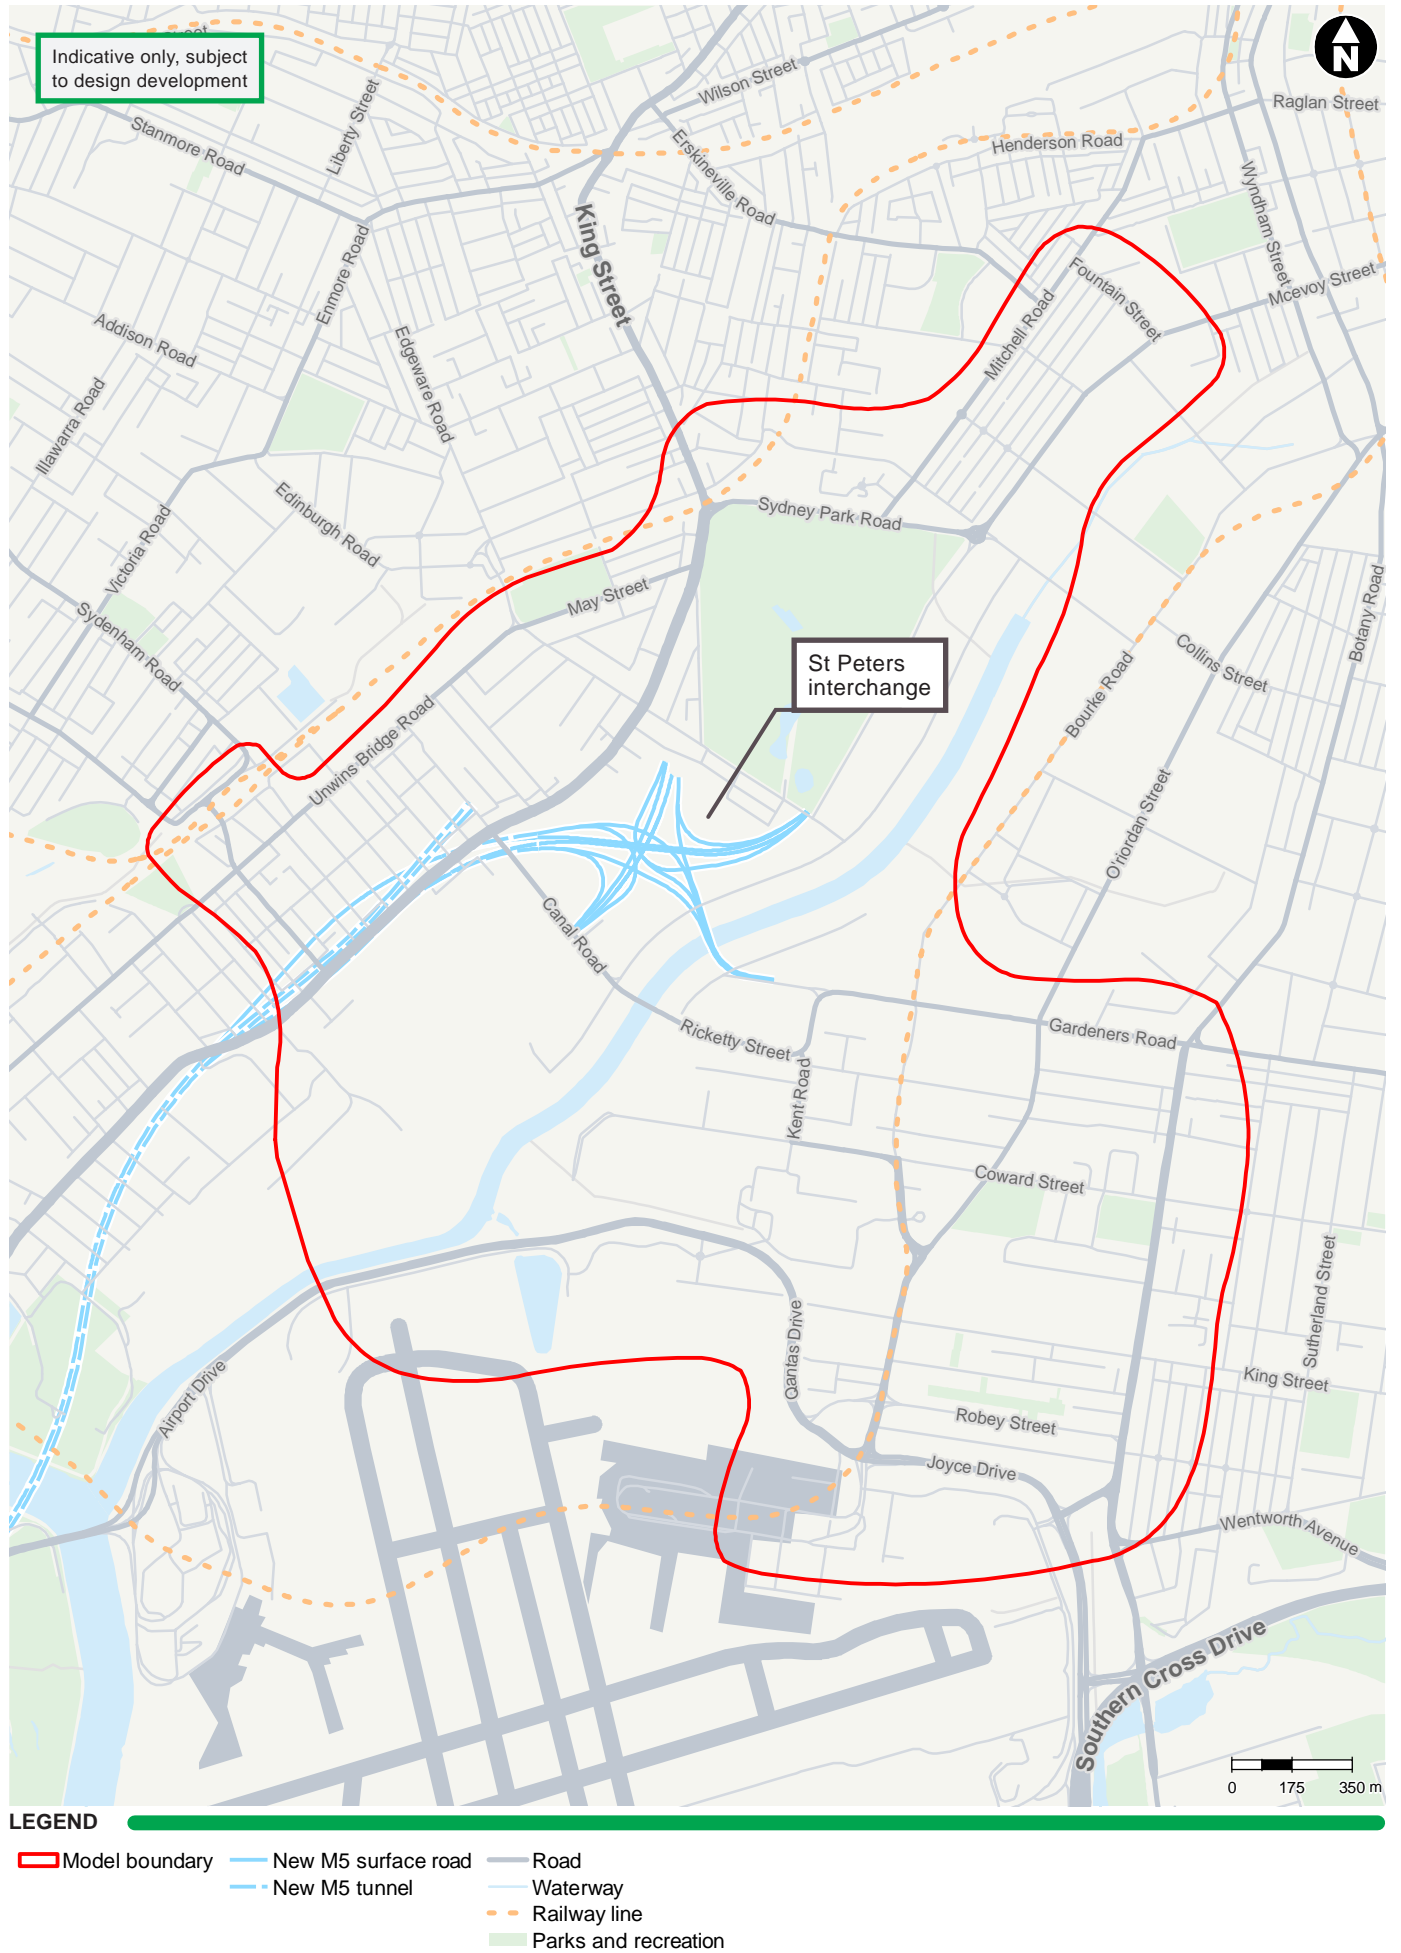 Indicative only, subject
to design development
Street
N
Wilson Street
Raglan Street
Liberty Street
Stanmore Road
Henderson Road
Erskineville Road
Wyndham Street
King Street
Enmore Road
Fountain Street
Mcevoy Street
Addison Road
Mitchell Road
Edgeware Road
Illawarra Road
Edinburgh Road
Sydney Park Road
Victoria Road
May Street
Botany Road
Sydenham Road
Collins Street
St Peters
interchange
Bourke Road
Unwins Bridge Road
O'riordan Street
Canal Road
Ricketty Street
Gardeners Road
Kent Road
Coward Street
Sutherland Street
Qantas Drive
Airport Drive
King Street
Robey Street
Joyce Drive
Wentworth Avenue
Southern Cross Drive
0 175 350 m
LEGEND
Model boundary
New M5 surface road
Road
New M5 tunnel
Waterway
Railway line
Parks and recreation